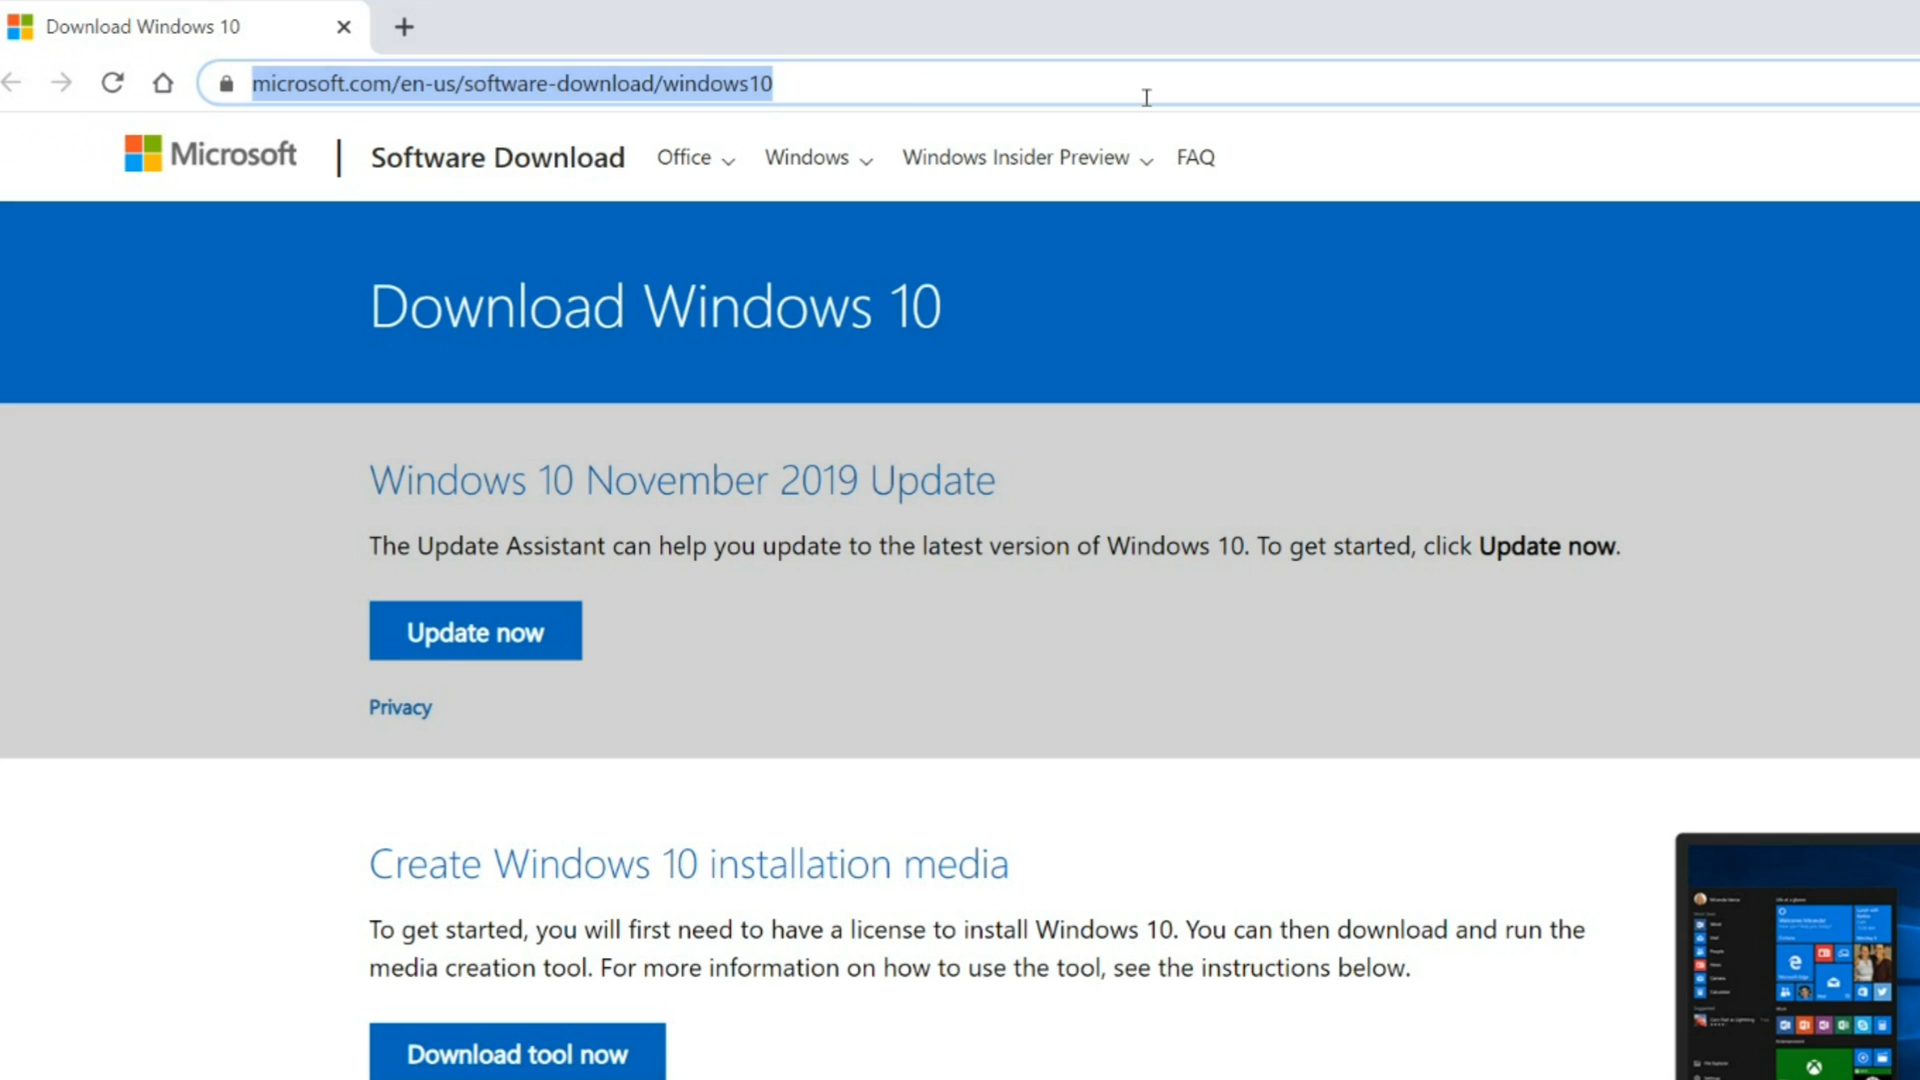 Download Windows 10
microsoft.com/en-us/software-download/windows10
Microsoft
Software Download Office Windows Windows Insider Preview FAQ
Download Windows 10
Windows 10 November 2019 Update
The Update Assistant can help you update to the latest version of Windows 10. To get started, click Update now.
Update now
Privacy
Create Windows 10 installation media
To get started, you will first need to have a license to install Windows 10. You can then download and run the
media creation tool. For more information on how to use the tool, see the instructions below.
Download tool now